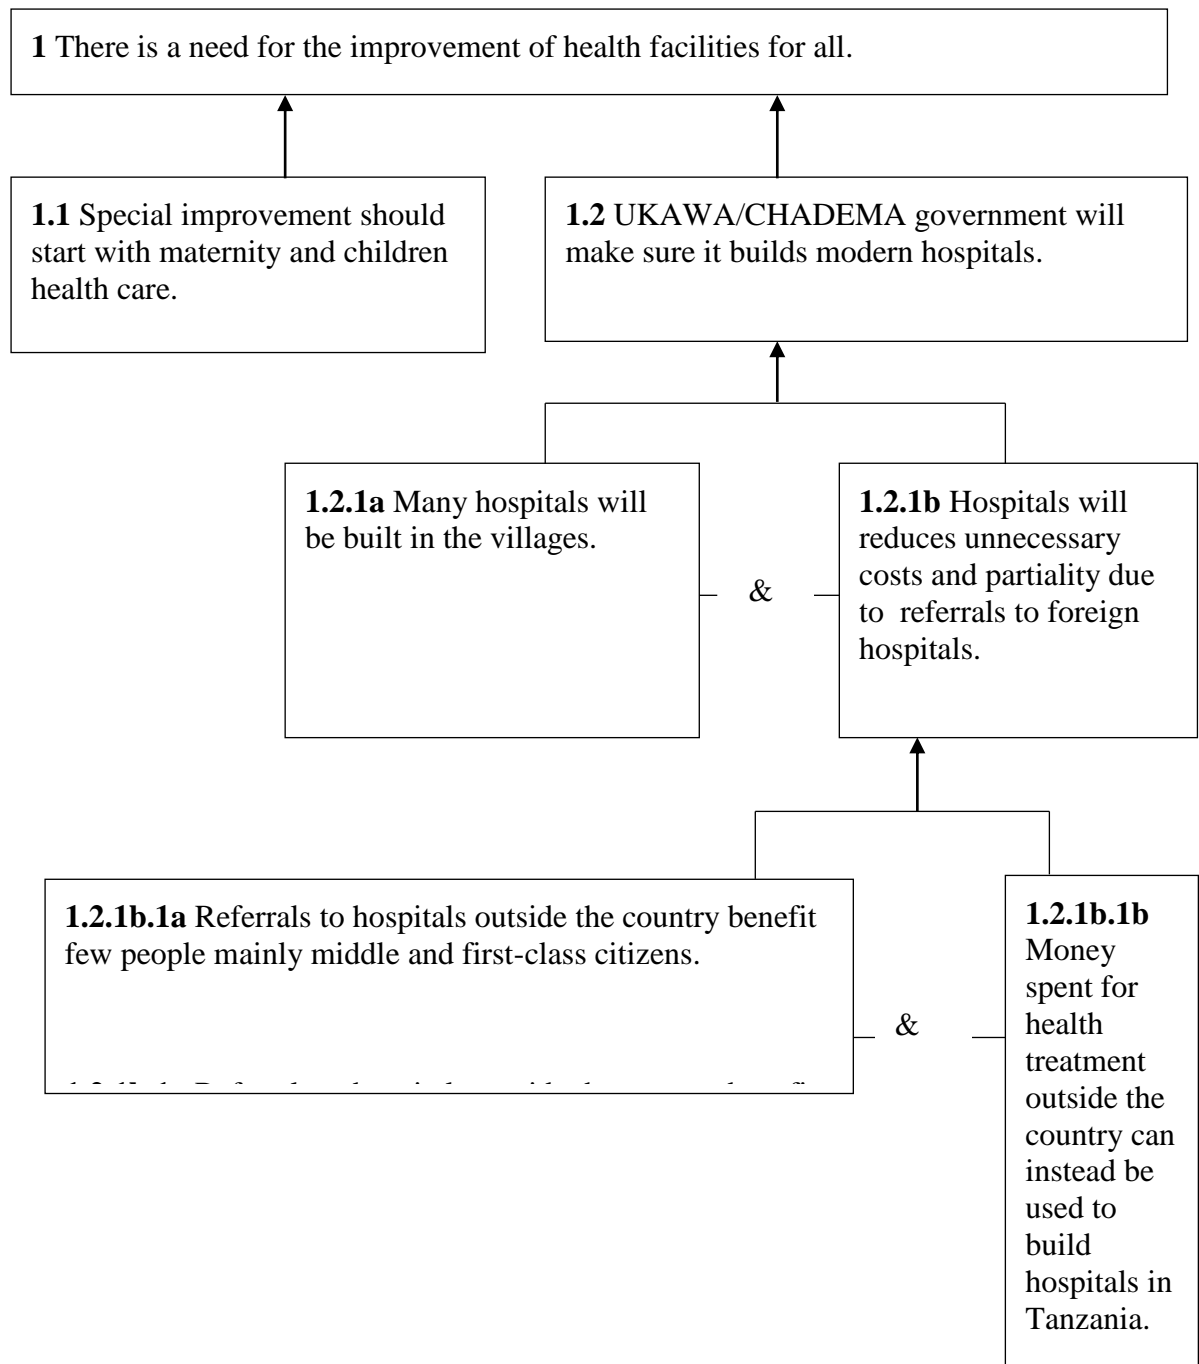 1 There is a need for the improvement of health facilities for all.
1.1 Special improvement should
start with maternity and children
health care.
1.2 UKAWA/CHADEMA government will
make sure it builds modern hospitals.
1.2.1a Many hospitals will
be built in the villages.
&
1.2.1b Hospitals will
reduces unnecessary
costs and partiality due
to referrals to foreign
hospitals.
1.2.1b.1a Referrals to hospitals outside the country benefit
few people mainly middle and first-class citizens.
&
1.2.1b.1b
Money
spent for
health
treatment
outside the
country can
instead be
used to
build
hospitals in
Tanzania.